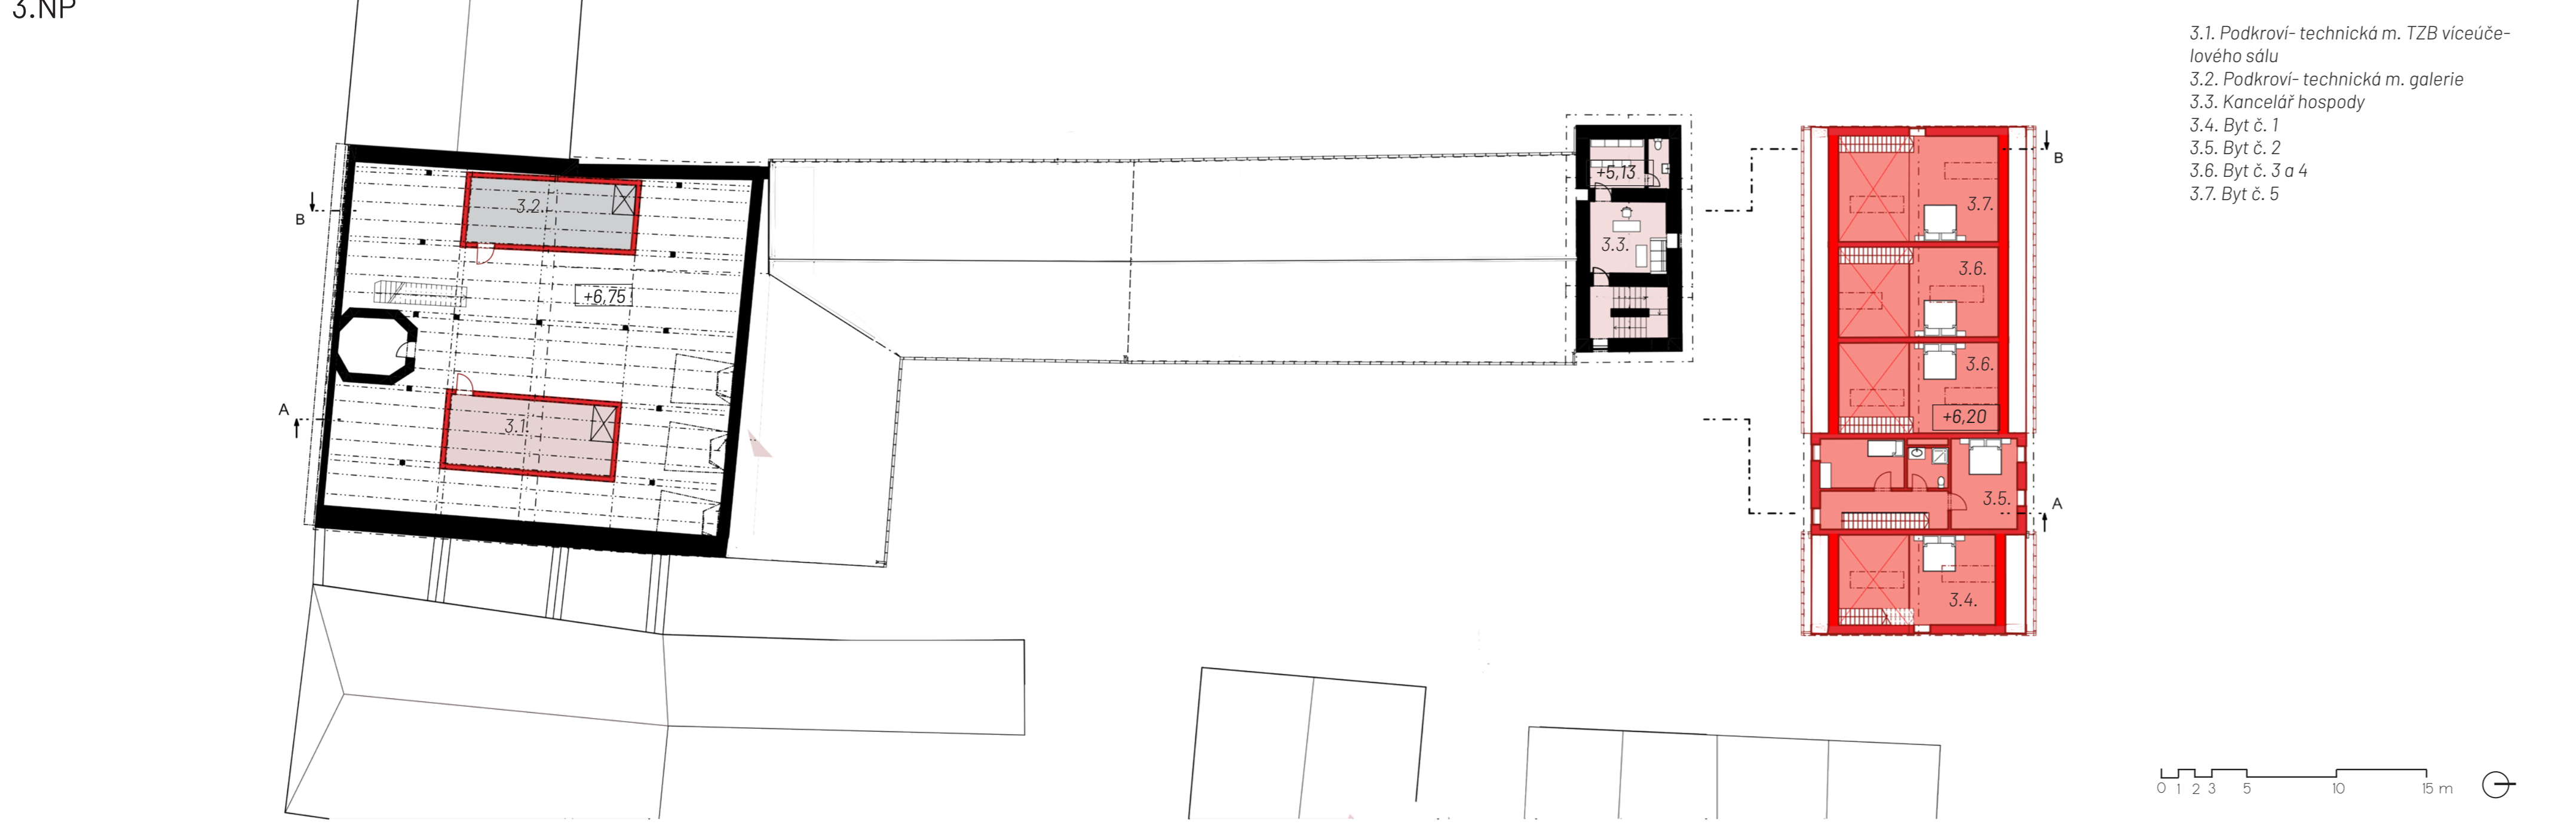 3.NP
3.1. Podkroví- technická m. TZB víceúče-
lového sálu
3.2. Podkroví- technická m. galerie
3.3. Kancelář hospody
3.4. Byt č. 1
3.5. Byt č. 2
3.6. Byt č. 3 a 4
3.7. Byt č. 5
+5,13
B
3.2.
B
3.7.
3.3.
3.6.
+6,75
3.6.
A
+6,20
3.1.
3.5.
A
3.4.
0 1 2 3 5 10 15 m